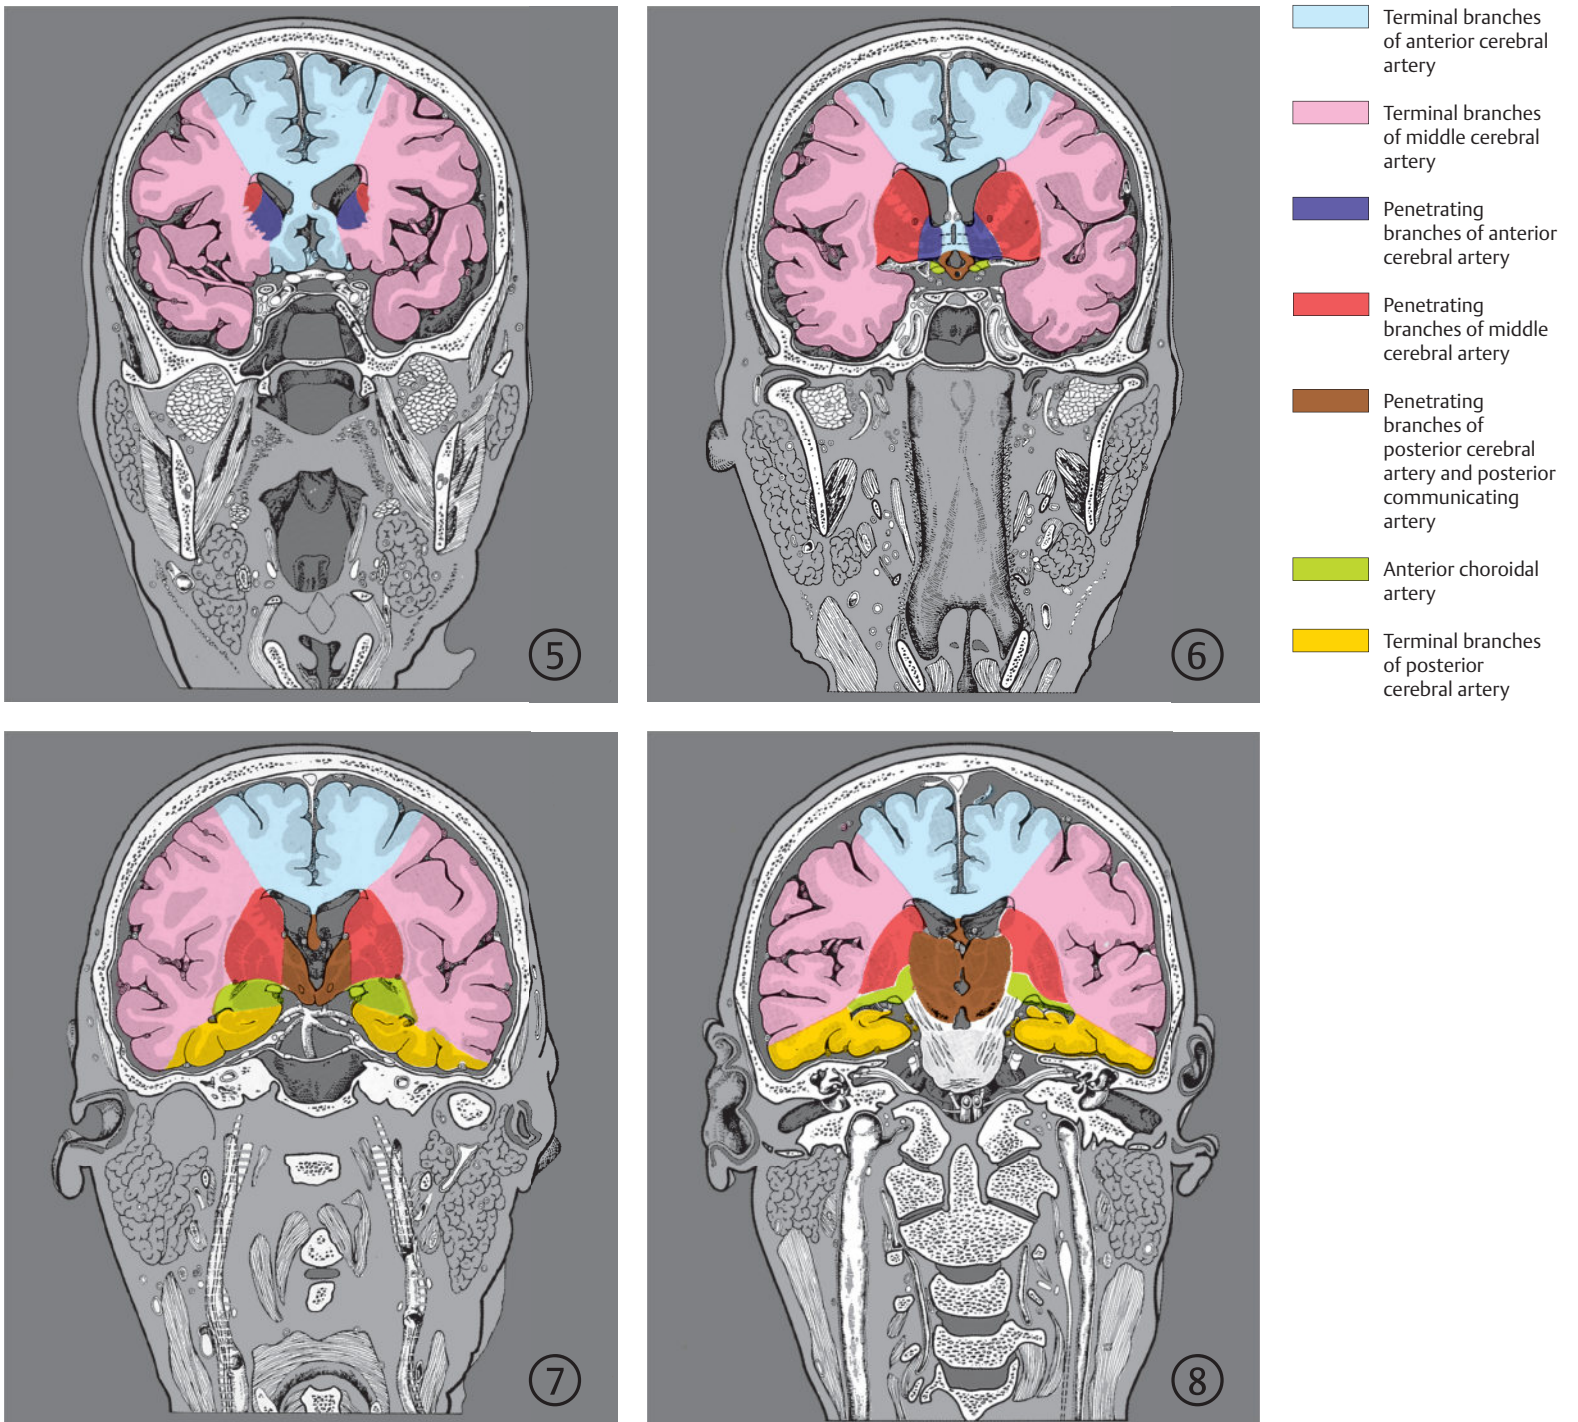 Terminal branches
of anterior cerebral
artery
Terminal branches
of middle cerebral
artery
Penetrating
branches of anterior
cerebral artery
Penetrating
branches of middle
cerebral artery
Penetrating
branches of
posterior cerebral
artery and posterior
communicating
artery
Anterior choroidal
artery
Terminal branches
of posterior
cerebral artery
5
6
7
8